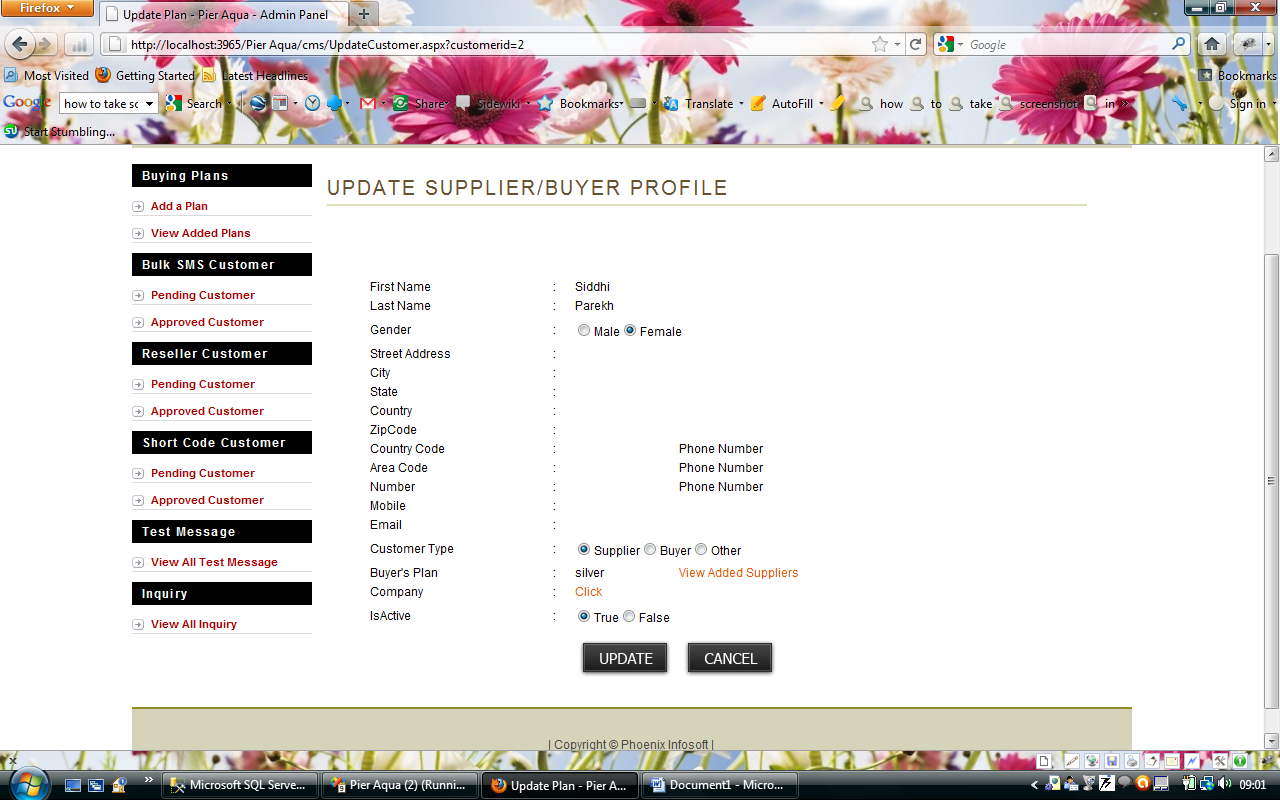 Firefox
Update Plan - Pier Aqua - Admin Panel
http://localhost:3965/Pier Aqua/cms/UpdateCustomer.aspx?customerid=2
Google
Most Visited Getting Started Latest Headlines Bookmarks
Google how to take sc Search Share Sidewiki Bookmarks Translate AutoFill how to take screenshot in » Sign in
Start Stumbling...
Buying Plans
Add a Plan
View Added Plans
Bulk SMS Customer
Pending Customer
Approved Customer
Reseller Customer
Pending Customer
Approved Customer
Short Code Customer
Pending Customer
Approved Customer
Test Message
View All Test Message
Inquiry
View All Inquiry
UPDATE SUPPLIER/BUYER PROFILE
First Name : Siddhi
Last Name : Parekh
Gender : Male Female
Street Address :
City :
State :
Country :
ZipCode :
Country Code : Phone Number
Area Code : Phone Number
Number : Phone Number
Mobile :
Email :
Customer Type : Supplier Buyer Other
Buyer's Plan : silver View Added Suppliers
Company : Click
IsActive : True False
UPDATE CANCEL
| Copyright © Phoenix Infosoft |
Microsoft SQL Serve... Pier Aqua (2) (Runni... Update Plan - Pier A... Document1 - Micro... 09:01